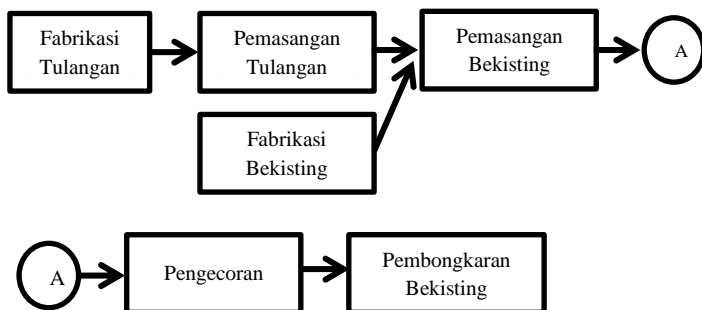 Fabrikasi
Tulangan
Pemasangan
Tulangan
Pemasangan
Bekisting
A
Fabrikasi
Bekisting
A
Pengecoran
Pembongkaran
Bekisting